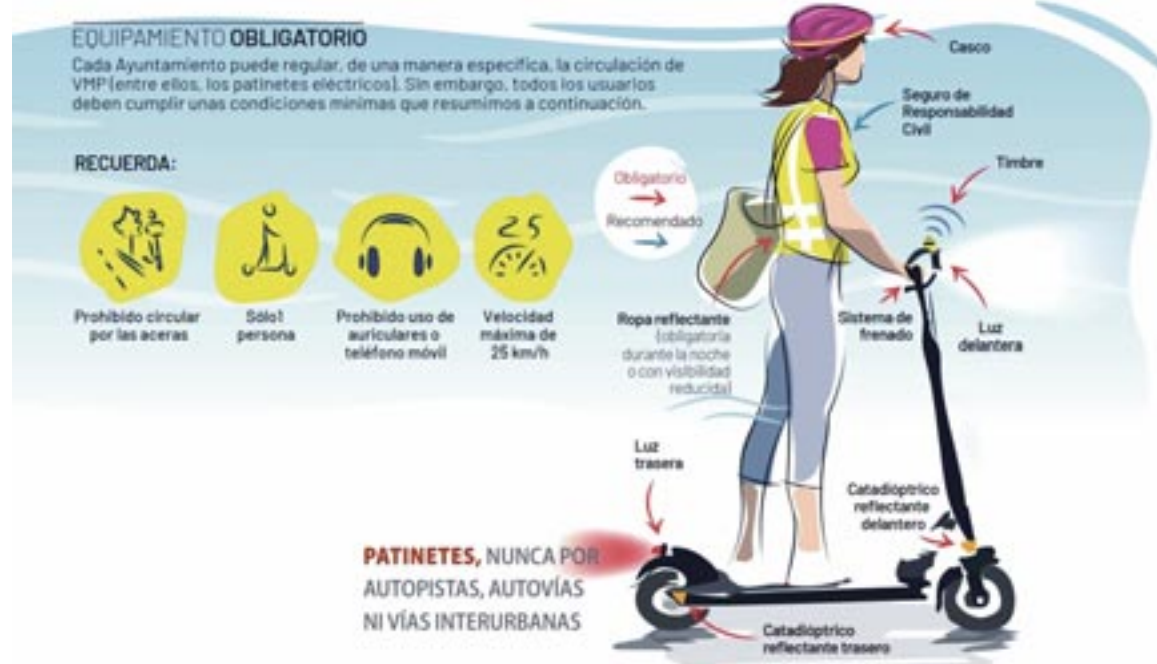 EQUIPAMIENTO OBLIGATORIO
Cada Ayuntamiento puede regular, de una manera específica, la circulación de
VMP (entre ellos, los patinetes eléctricos). Sin embargo, todos los usuarios
deben cumplir unas condiciones mínimas que resumimos a continuación.
RECUERDA:
25
Prohibido circular
por las aceras
Sólo 1
persona
Prohibido uso de
auriculares o
teléfono móvil
Velocidad
máxima de
25 km/h
Obligatorio
Recomendado
Casco
Seguro de
Responsabilidad
Civil
Timbre
Ropa reflectante
(obligatoria
durante la noche
o con visibilidad
reducida)
Sistema de
frenado
Luz
delantera
Luz
trasera
Catadióptrico
reflectante
delantero
PATINETES, NUNCA POR
AUTOPISTAS, AUTOVÍAS
NI VÍAS INTERURBANAS
Catadióptrico
reflectante trasero